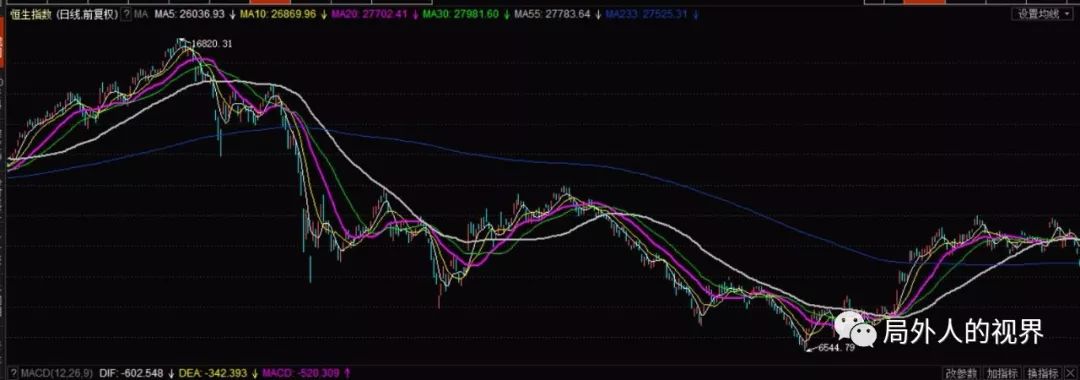 恒生指数 (日线,前复权) ? MA MA5: 26036.93 ↓ MA10: 26869.96 ↓ MA20: 27702.41 ↓ MA30: 27981.60 ↓ MA55: 27783.64 ↓ MA233: 27525.31 ↓ 设置均线
16820.31
局外人的视界
6544.79
? MACD(12,26,9) DIF: -602.548 ↓ DEA: -342.393 ↓ MACD: -520.309 ↑ 改参数 加指标 换指标